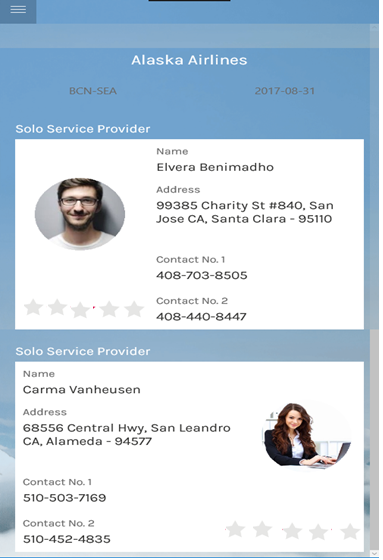 Alaska Airlines
BCN-SEA 2017-08-31
Solo Service Provider
Name
Elvera Benimadho
Address
99385 Charity St #840, San
Jose CA, Santa Clara - 95110
Contact No. 1
408-703-8505
Contact No. 2
408-440-8447
Solo Service Provider
Name
Carma Vanheusen
Address
68556 Central Hwy, San Leandro
CA, Alameda - 94577
Contact No. 1
510-503-7169
Contact No. 2
510-452-4835